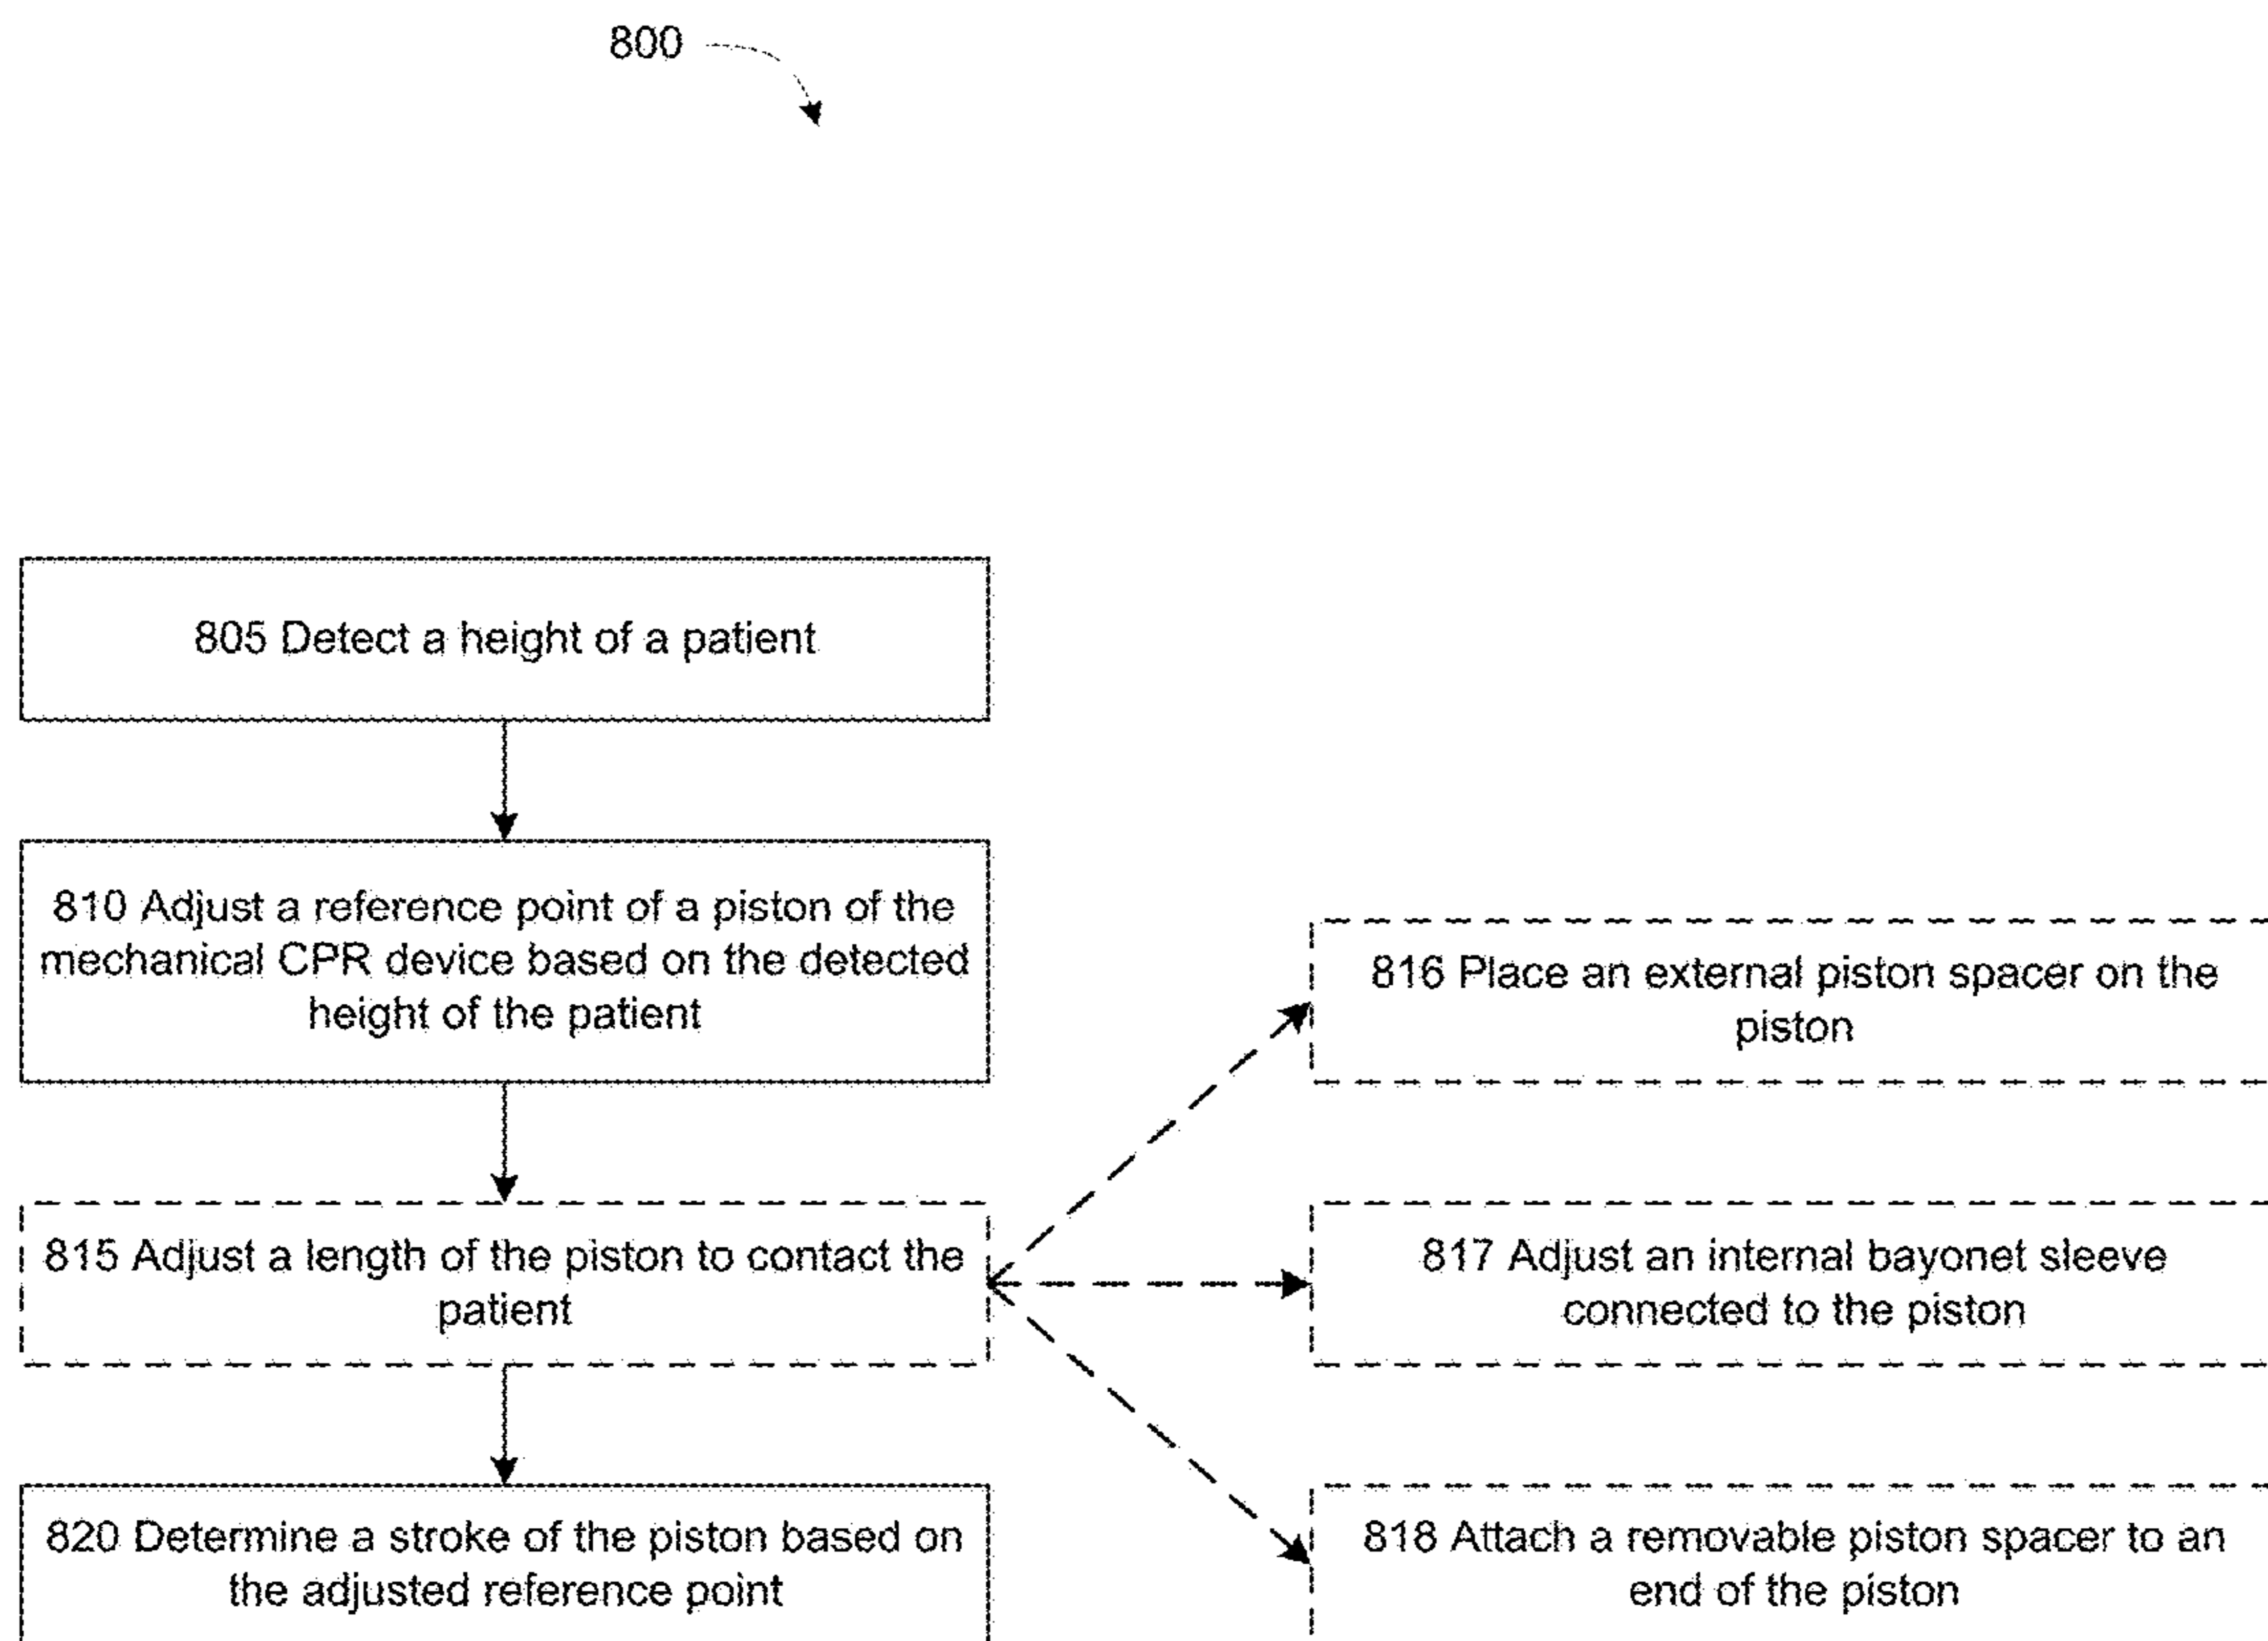 800
805 Detect a height of a patient
810 Adjust a reference point of a piston of the
mechanical CPR device based on the detected
height of the patient
815 Adjust a length of the piston to contact the
patient
816 Place an external piston spacer on the
piston
817 Adjust an internal bayonet sleeve
connected to the piston
820 Determine a stroke of the piston based on
the adjusted reference point
818 Attach a removable piston spacer to an
end of the piston